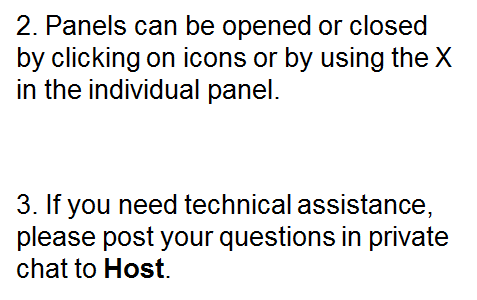 2. Panels can be opened or closed
by clicking on icons or by using the X
in the individual panel.
3. If you need technical assistance,
please post your questions in private
chat to Host.